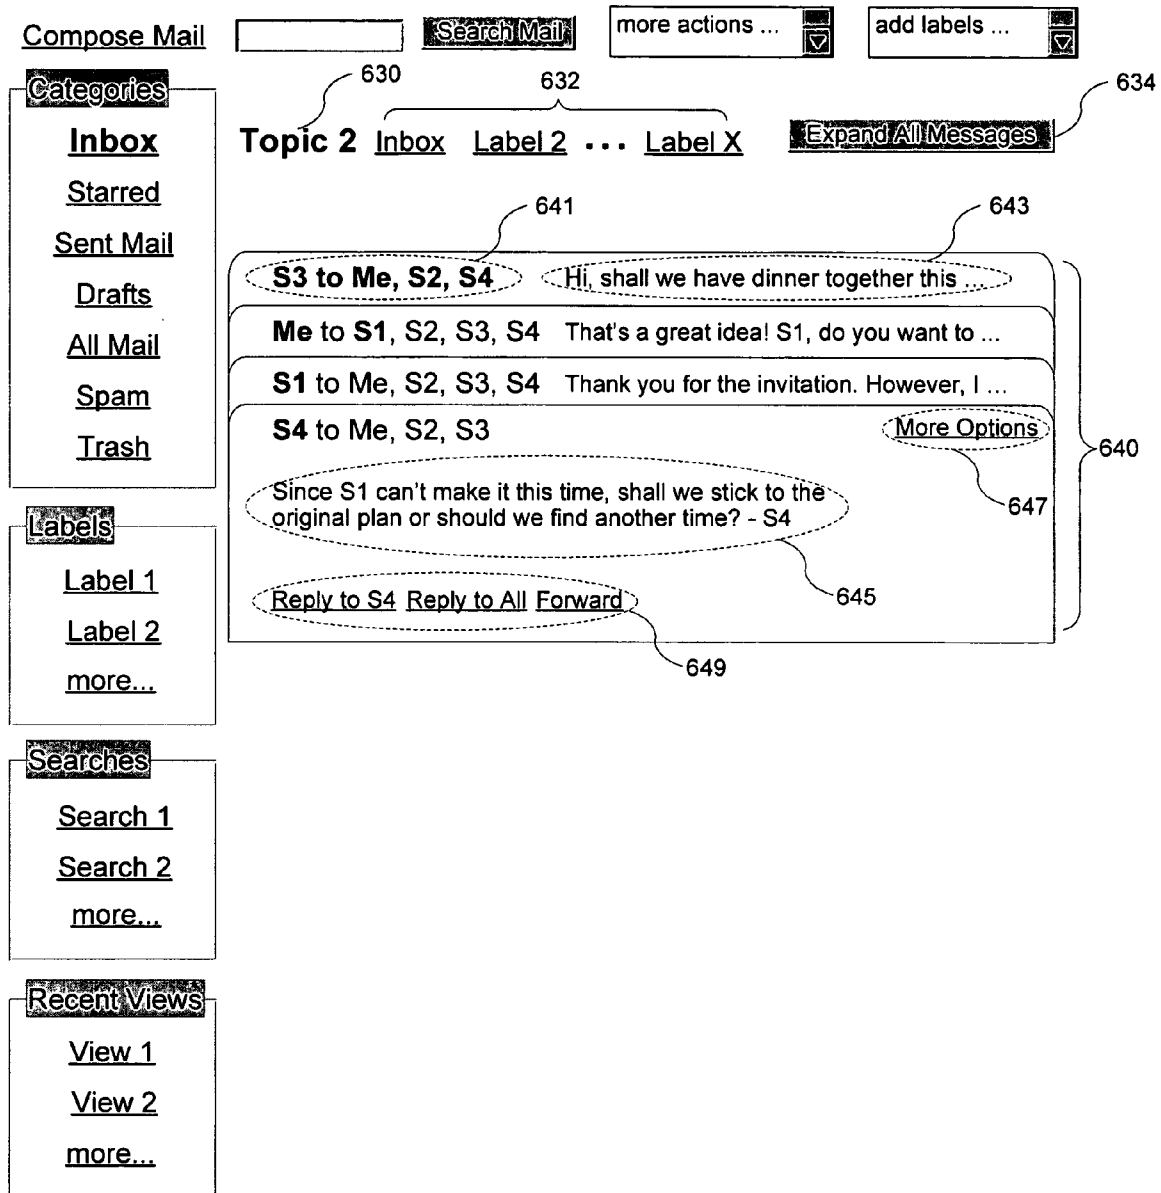 Compose Mail Search Mail more actions ... add labels ...
630 632 634
Categories
Inbox
Starred
Sent Mail
Drafts
All Mail
Spam
Trash
Topic 2 Inbox Label 2 ... Label X Expand All Messages
641 643
S3 to Me, S2, S4 Hi, shall we have dinner together this ...
Me to S1, S2, S3, S4 That's a great idea! S1, do you want to ...
S1 to Me, S2, S3, S4 Thank you for the invitation. However, I ...
S4 to Me, S2, S3 More Options
640
Since S1 can't make it this time, shall we stick to the
original plan or should we find another time? - S4
647
645
Reply to S4 Reply to All Forward
649
Labels
Label 1
Label 2
more...
Searches
Search 1
Search 2
more...
Recent Views
View 1
View 2
more...